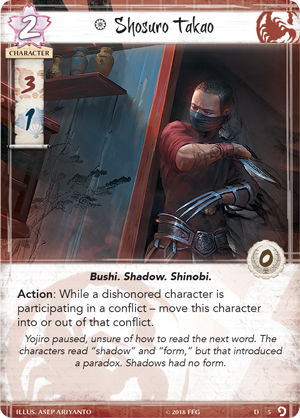 2
Shosuro Takao
CHARACTER
3
1
0
Bushi. Shadow. Shinobi.
Action: While a dishonored character is
participating in a conflict – move this character
into or out of that conflict.
Yojiro paused, unsure of how to read the next word. The
characters read “shadow” and “form,” but that introduced
a paradox. Shadows had no form.
ILLUS. ASEP ARIYANTO
© 2018 FFG
D
5